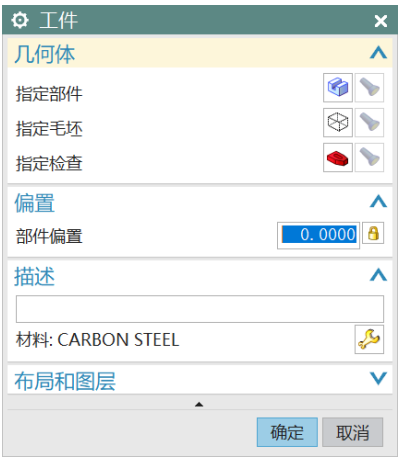 工件
几何体
指定部件
指定毛坯
指定检查
偏置
部件偏置 0.0000
描述
材料: CARBON STEEL
布局和图层
确定 取消